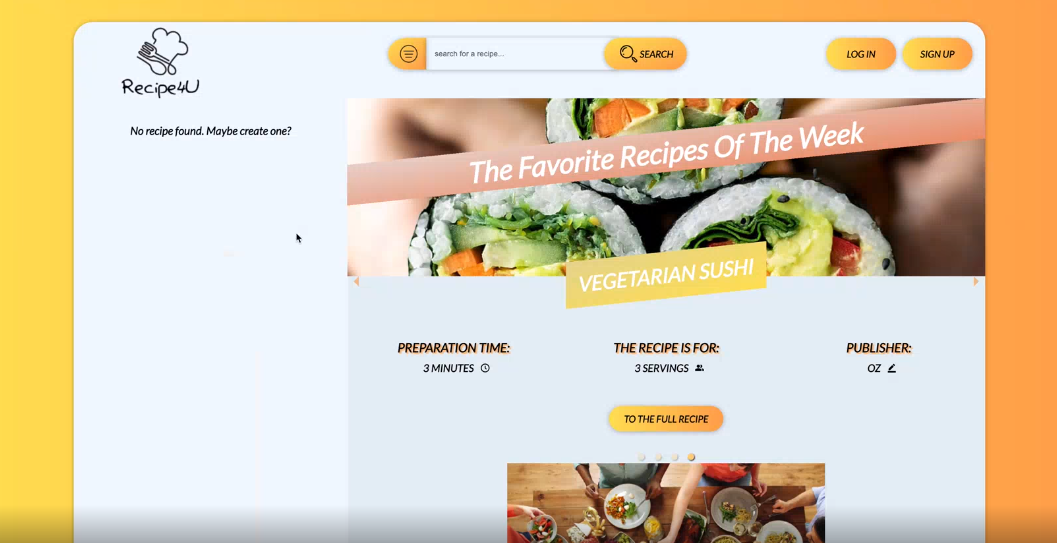 Recipe4U
search for a recipe...
SEARCH
LOG IN
SIGN UP
No recipe found. Maybe create one?
The Favorite Recipes Of The Week
VEGETARIAN SUSHI
PREPARATION TIME:
3 MINUTES
THE RECIPE IS FOR:
3 SERVINGS
PUBLISHER:
OZ
TO THE FULL RECIPE